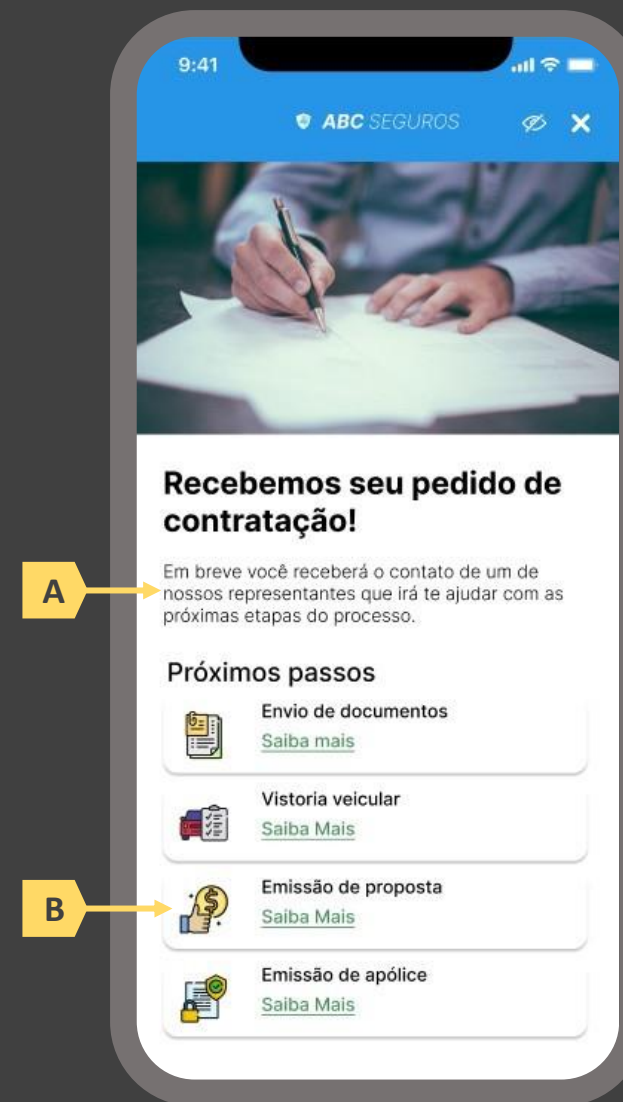 9:41
ABC SEGUROS
Recebemos seu pedido de
contratação!
A
Em breve você receberá o contato de um de
nossos representantes que irá te ajudar com as
próximas etapas do processo.
Próximos passos
Envio de documentos
Saiba mais
Vistoria veicular
Saiba Mais
B
Emissão de proposta
Saiba Mais
Emissão de apólice
Saiba Mais